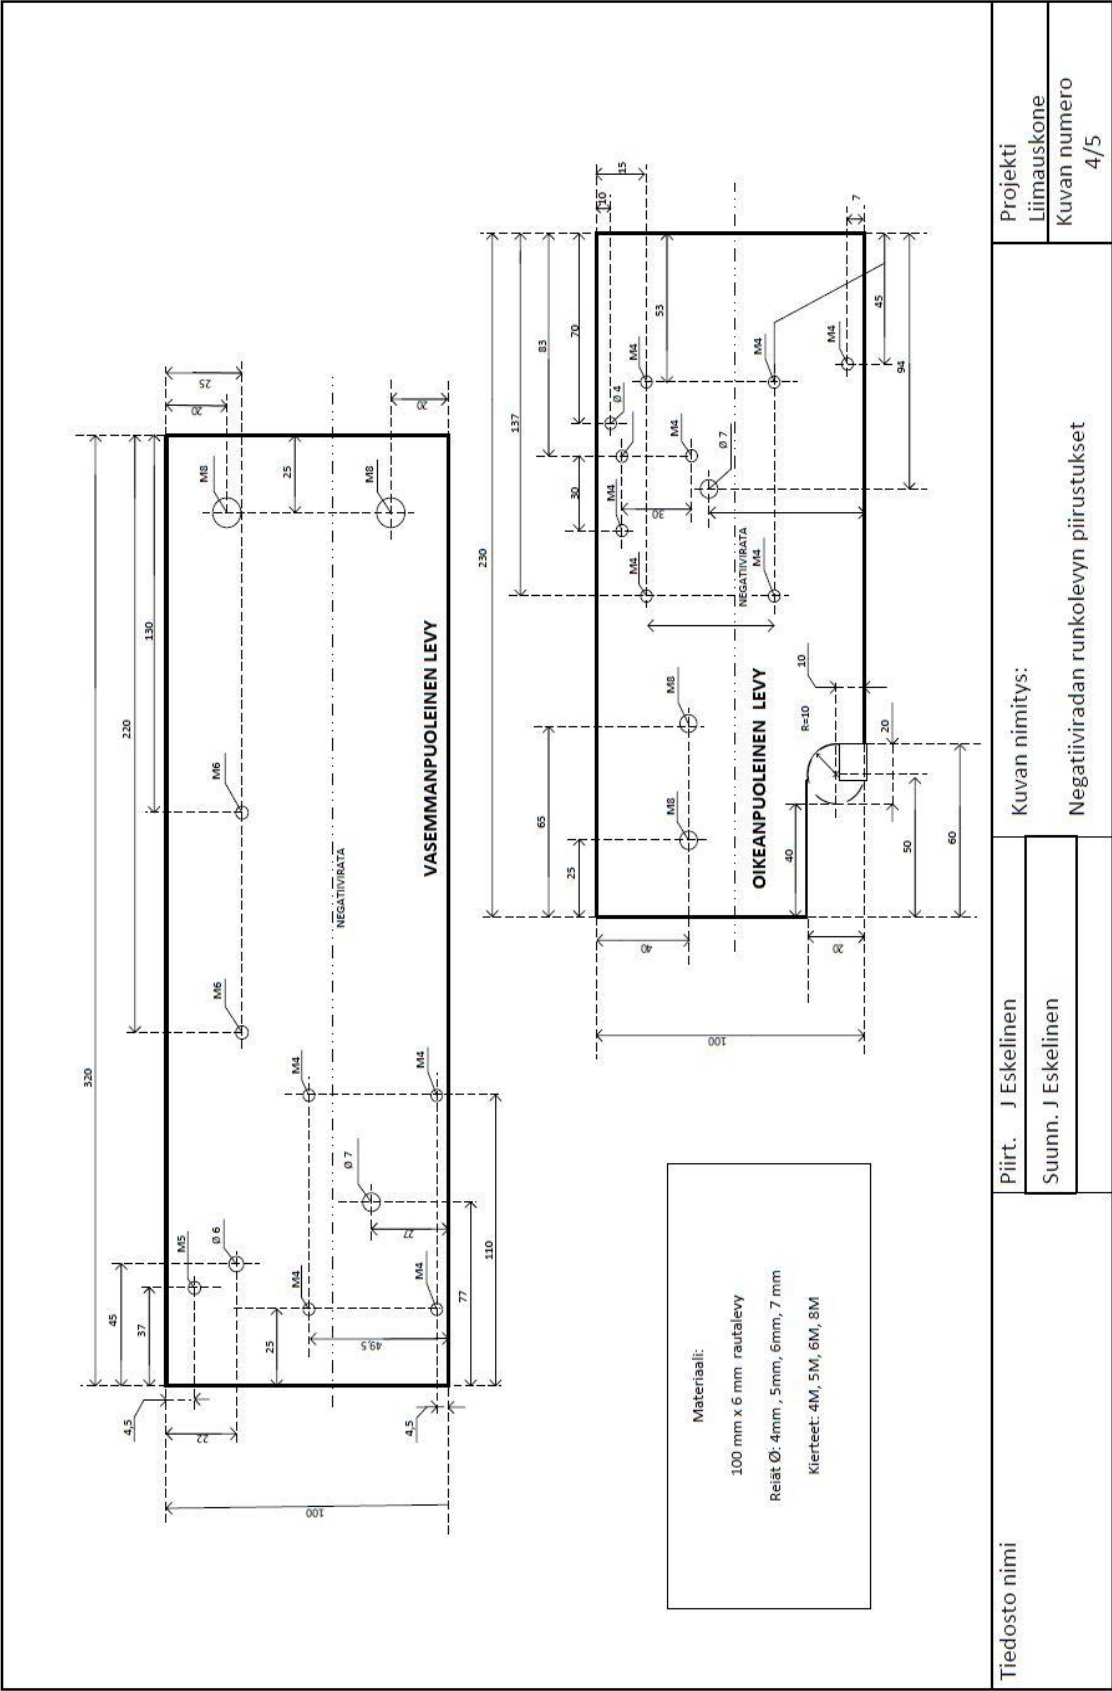 320
220
130
45
37
4,5
22
100
M5
Ø 6
25
M4
M4
49,5
M4
M4
4,5
Ø 7
27
77
110
M6
M6
M8
M8
25
20
25
20
NEGATIIVIRATA
VASEMMANPUOLEINEN LEVY
230
137
83
70
10
15
65
25
30
53
M4
M4
Ø 4
M4
M4
30
M8
M8
40
100
Ø 7
NEGATIIVIRATA
M4
M4
M4
OIKEANPUOLEINEN LEVY
40
R=10
10
20
20
50
60
45
94
7
Materiaali:
100 mm x 6 mm rautalevy
Reiät Ø: 4mm , 5mm, 6mm, 7 mm
Kierteet: 4M, 5M, 6M, 8M
Tiedosto nimi
Piirt. J Eskelinen
Suunn. J Eskelinen
Kuvan nimitys:
Negatiiviradan runkolevyn piirustukset
Projekti
Liimauskone
Kuvan numero
4/5